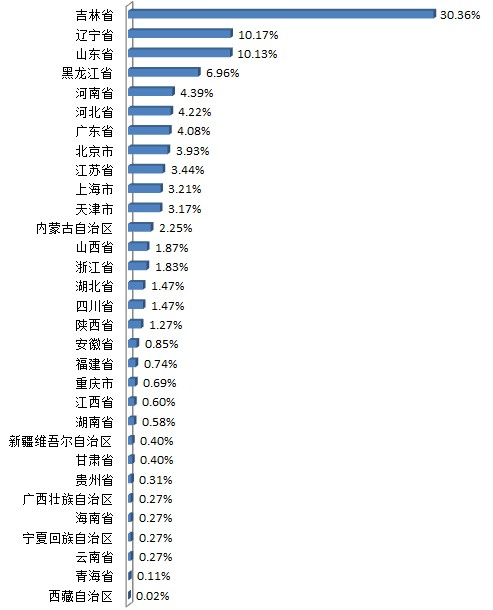 吉林省 30.36%
辽宁省 10.17%
山东省 10.13%
黑龙江省 6.96%
河南省 4.39%
河北省 4.22%
广东省 4.08%
北京市 3.93%
江苏省 3.44%
上海市 3.21%
天津市 3.17%
内蒙古自治区 2.25%
山西省 1.87%
浙江省 1.83%
湖北省 1.47%
四川省 1.47%
陕西省 1.27%
安徽省 0.85%
福建省 0.74%
重庆市 0.69%
江西省 0.60%
湖南省 0.58%
新疆维吾尔自治区 0.40%
甘肃省 0.40%
贵州省 0.31%
广西壮族自治区 0.27%
海南省 0.27%
宁夏回族自治区 0.27%
云南省 0.27%
青海省 0.11%
西藏自治区 0.02%